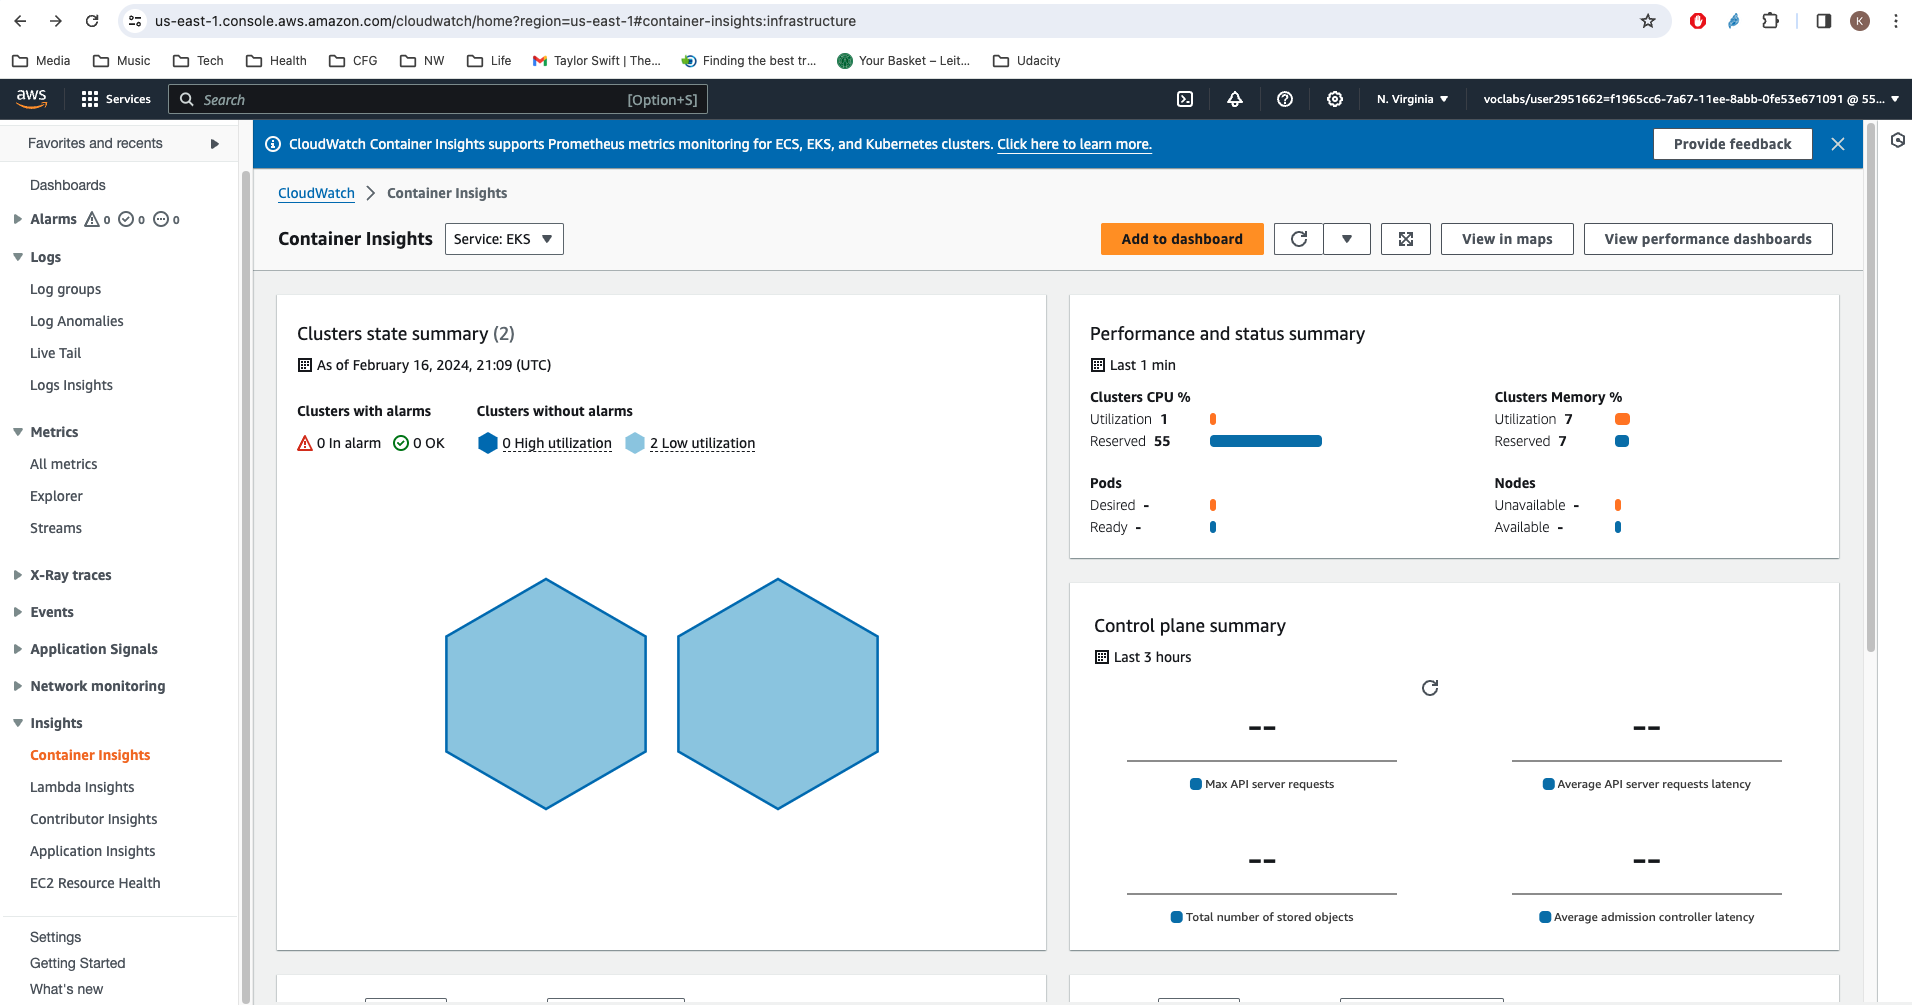 us-east-1.console.aws.amazon.com/cloudwatch/home?region=us-east-1#container-insights:infrastructure
K
Media Music Tech Health CFG NW Life Taylor Swift | The... Finding the best tr... Your Basket – Leit... Udacity
aws Services Search [Option+S] N. Virginia voclabs/user2951662=f1965cc6-7a67-11ee-8abb-0fe53e671091 @ 55...
Favorites and recents
Dashboards
Alarms 0 0 0
Logs
Log groups
Log Anomalies
Live Tail
Logs Insights
Metrics
All metrics
Explorer
Streams
X-Ray traces
Events
Application Signals
Network monitoring
Insights
Container Insights
Lambda Insights
Contributor Insights
Application Insights
EC2 Resource Health
Settings
Getting Started
What's new
CloudWatch Container Insights supports Prometheus metrics monitoring for ECS, EKS, and Kubernetes clusters. Click here to learn more.
Provide feedback
CloudWatch Container Insights
Container Insights Service: EKS
Add to dashboard View in maps View performance dashboards
Clusters state summary (2)
As of February 16, 2024, 21:09 (UTC)
Clusters with alarms Clusters without alarms
0 In alarm 0 OK 0 High utilization 2 Low utilization
Performance and status summary
Last 1 min
Clusters CPU %
Utilization 1
Reserved 55
Clusters Memory %
Utilization 7
Reserved 7
Pods
Desired -
Ready -
Nodes
Unavailable -
Available -
Control plane summary
Last 3 hours
-- --
Max API server requests Average API server requests latency
-- --
Total number of stored objects Average admission controller latency